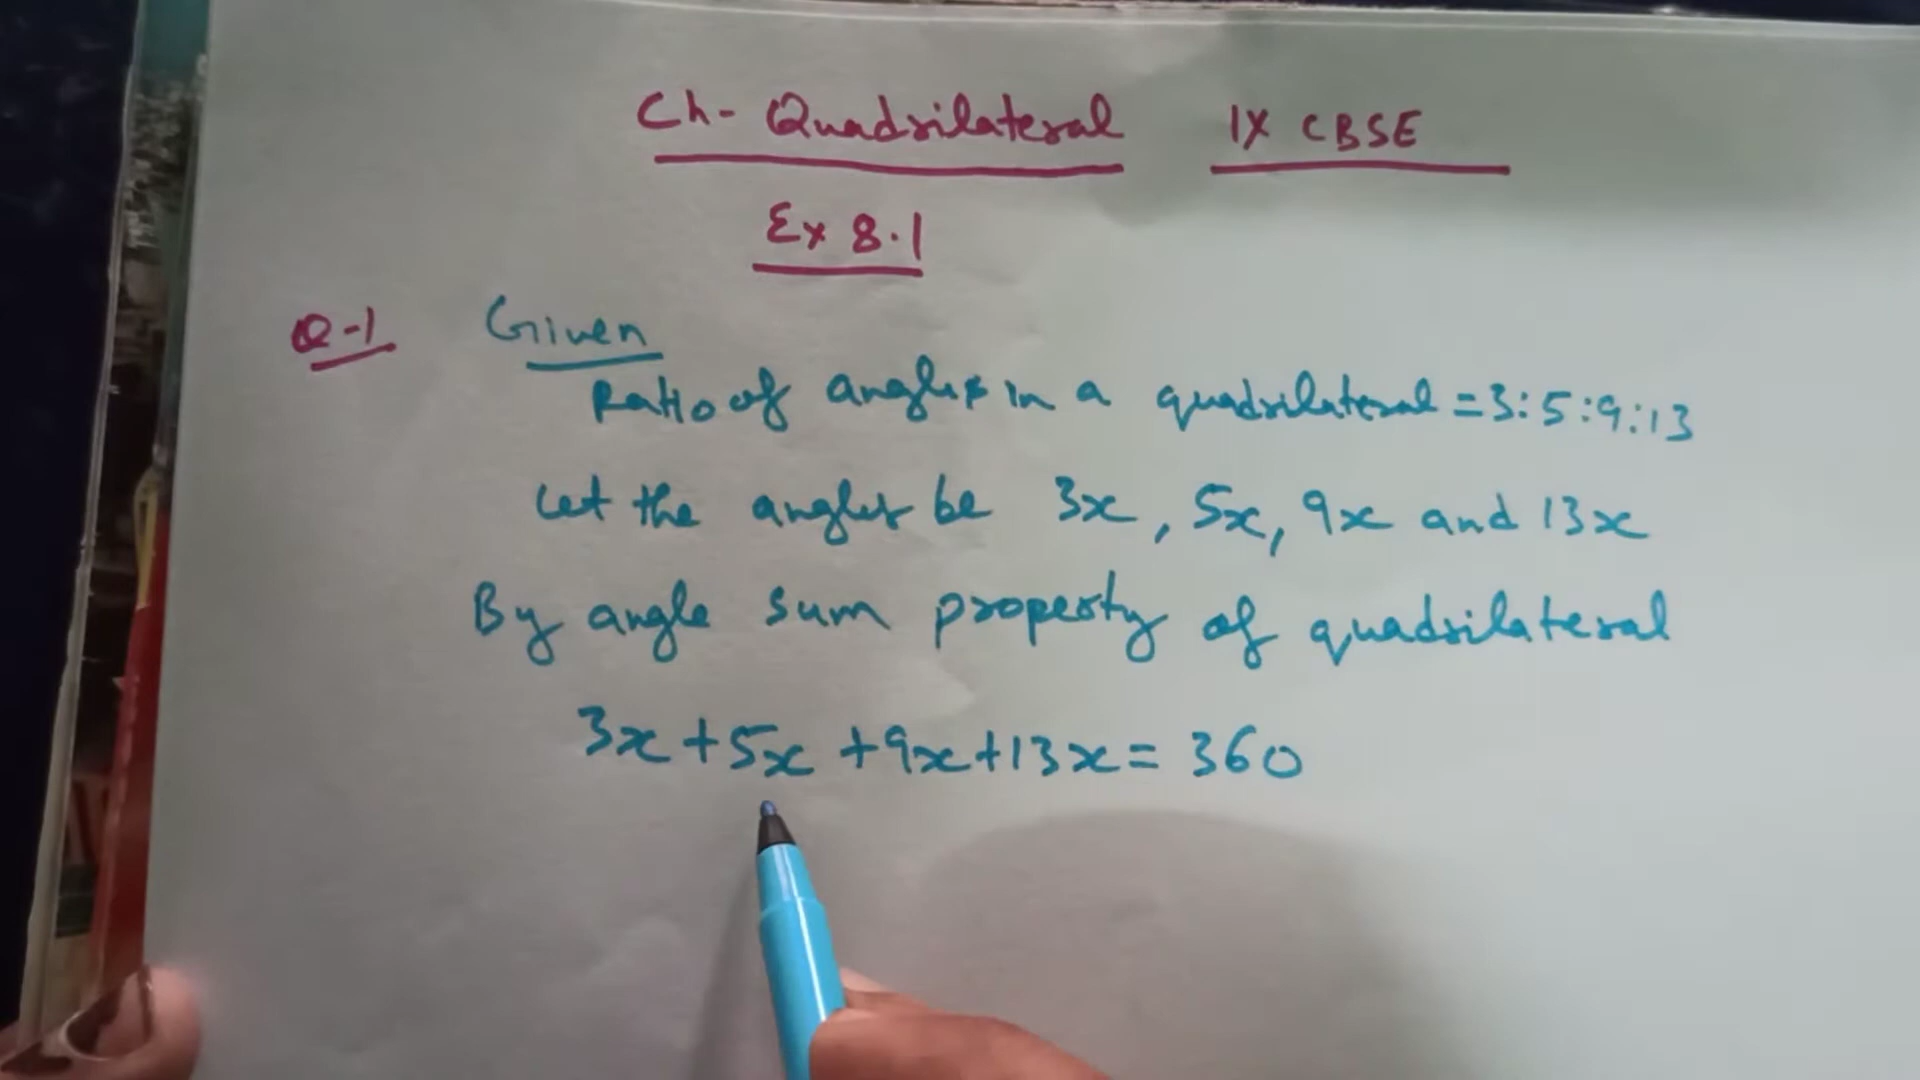 Ch- Quadrilateral IX CBSE
Ex 8.1
Q-1 Given
Ratio of angles in a quadrilateral = 3:5:9:13
Let the angles be 3x, 5x, 9x and 13x
By angle sum property of quadrilateral
3x+5x+9x+13x = 360